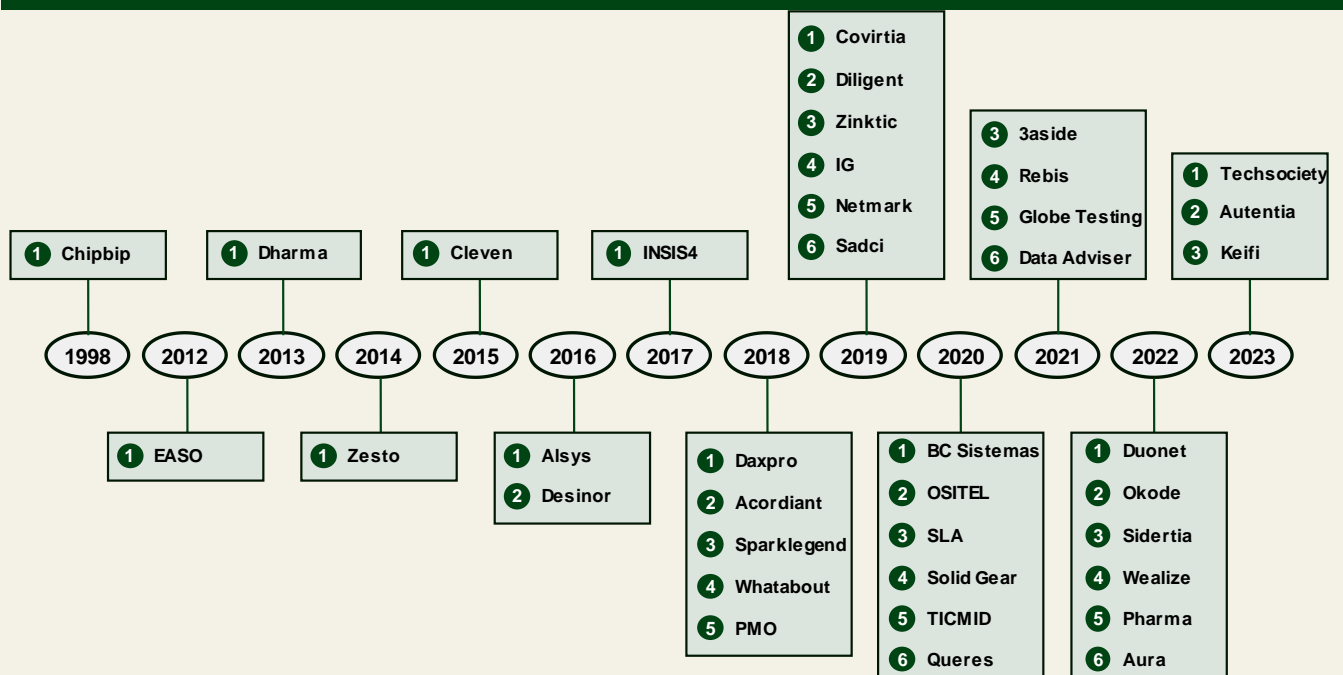 1 Covirtia
2 Diligent
3 Zinktic
4 IG
5 Netmark
6 Sadci
3 3aside
4 Rebis
5 Globe Testing
6 Data Adviser
1 Techsociety
2 Autentia
3 Keifi
1 Chipbip
1 Dharma
1 Cleven
1 INSIS4
1998 2012 2013 2014 2015 2016 2017 2018 2019 2020 2021 2022 2023
1 EASO
1 Zesto
1 Alsys
2 Desinor
1 Daxpro
2 Acordiant
3 Sparklegend
4 Whatabout
5 PMO
1 BC Sistemas
2 OSITEL
3 SLA
4 Solid Gear
5 TICMID
6 Queres
1 Duonet
2 Okode
3 Sidertia
4 Wealize
5 Pharma
6 Aura